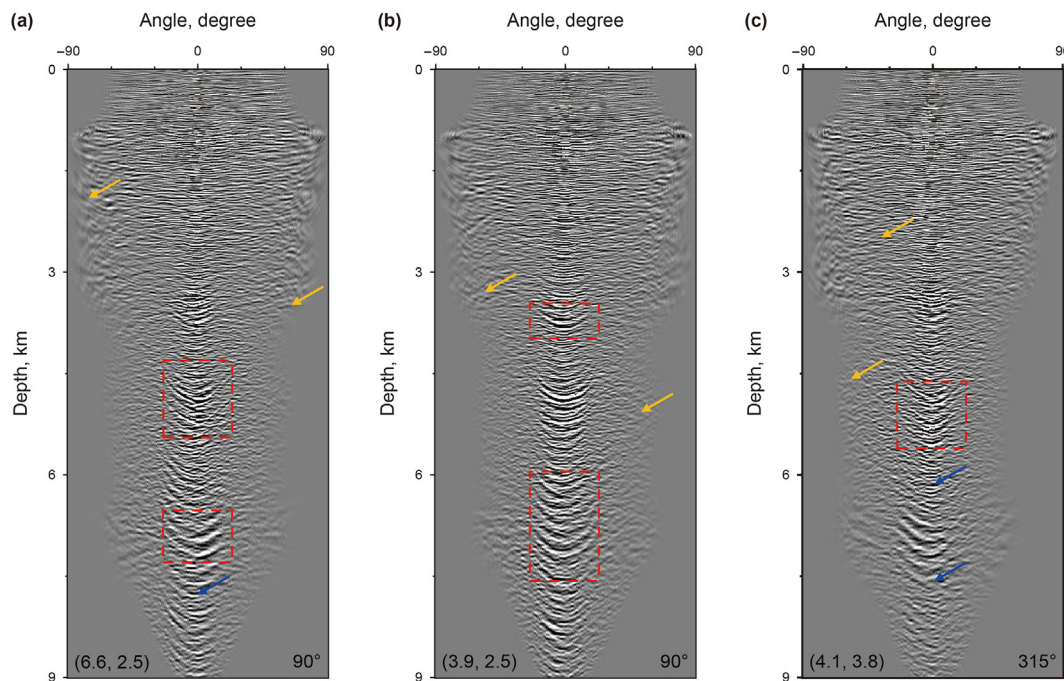 (a) Angle, degree
−90 0 90
0
3
6
9
Depth, km
(6.6, 2.5) 90°
(b) Angle, degree
−90 0 90
0
3
6
9
Depth, km
(3.9, 2.5) 90°
(c) Angle, degree
−90 0 90
0
3
6
9
Depth, km
(4.1, 3.8) 315°